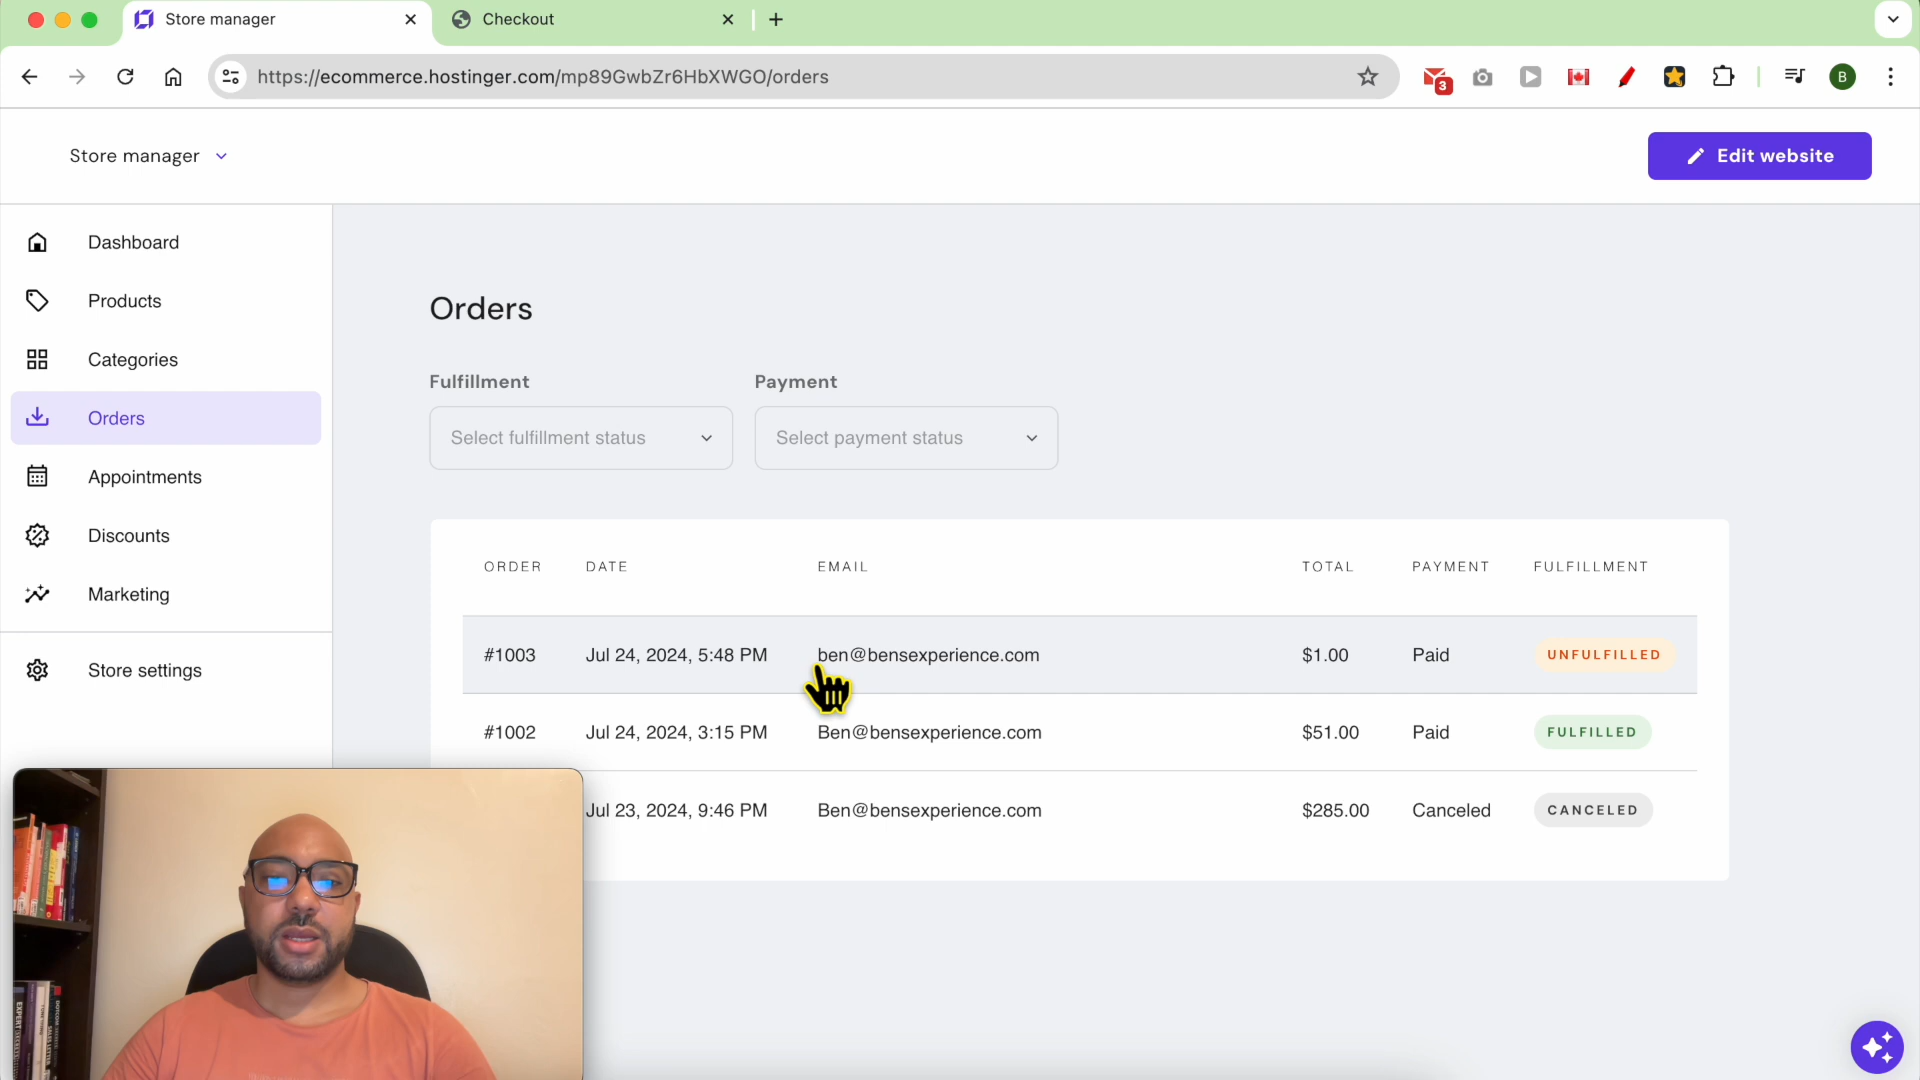 Store manager
Checkout
https://ecommerce.hostinger.com/mp89GwbZr6HbXWGO/orders
3
B
Store manager
Edit website
Dashboard
Products
Categories
Orders
Appointments
Discounts
Marketing
Store settings
Orders
Fulfillment
Payment
Select fulfillment status
Select payment status
ORDER DATE EMAIL TOTAL PAYMENT FULFILLMENT
#1003 Jul 24, 2024, 5:48 PM ben@bensexperience.com $1.00 Paid UNFULFILLED
#1002 Jul 24, 2024, 3:15 PM Ben@bensexperience.com $51.00 Paid FULFILLED
Jul 23, 2024, 9:46 PM Ben@bensexperience.com $285.00 Canceled CANCELED